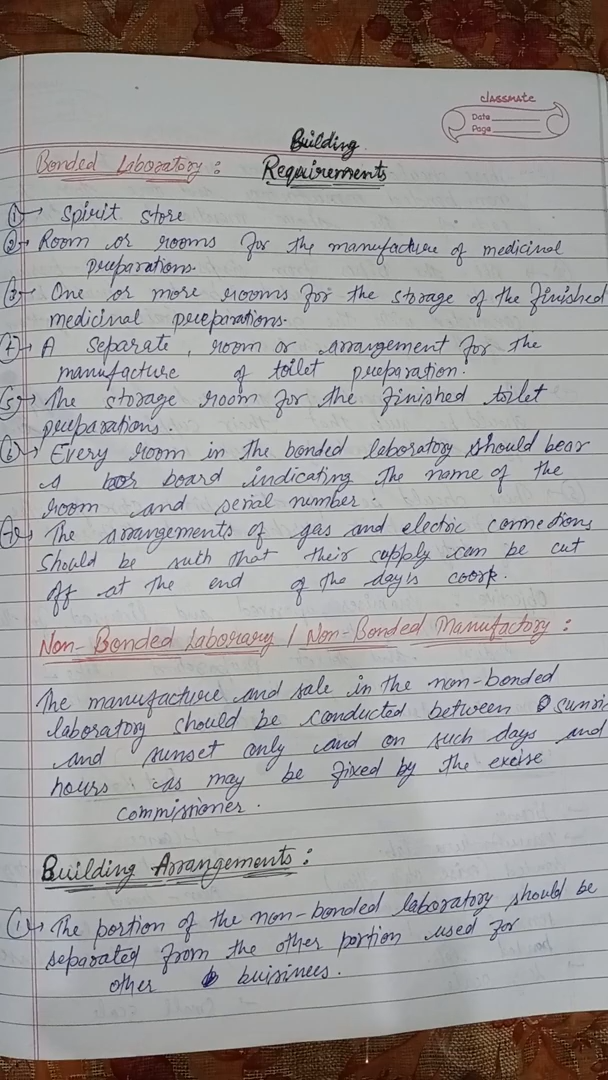 classmate
Date
Page
Building
Bonded Laboratory : Requirements
① → Spirit store
② → Room or rooms for the manufacture of medicinal
preparations.
③ → One or more rooms for the storage of the finished
medicinal preparations.
④ → A separate, room or arrangement for the
manufacture of toilet preparation.
⑤ → The storage room for the finished toilet
preparations.
⑥ → Every room in the bonded laboratory should bear
a board indicating the name of the
room and serial number.
⑦ → The arrangements of gas and electric connections
should be such that their supply can be cut
off at the end of the day's
Non-Bonded Laborary / Non-Bonded Manufactory :
The manufacture and sale in the non-bonded
laboratory should be conducted between
and sunset only and on such days and
hours as may be fixed by the excise
commissioner.
Building Arrangements :
① → The portion of the non-bonded laboratory should be
separated from the other portion used for
other buisinees.